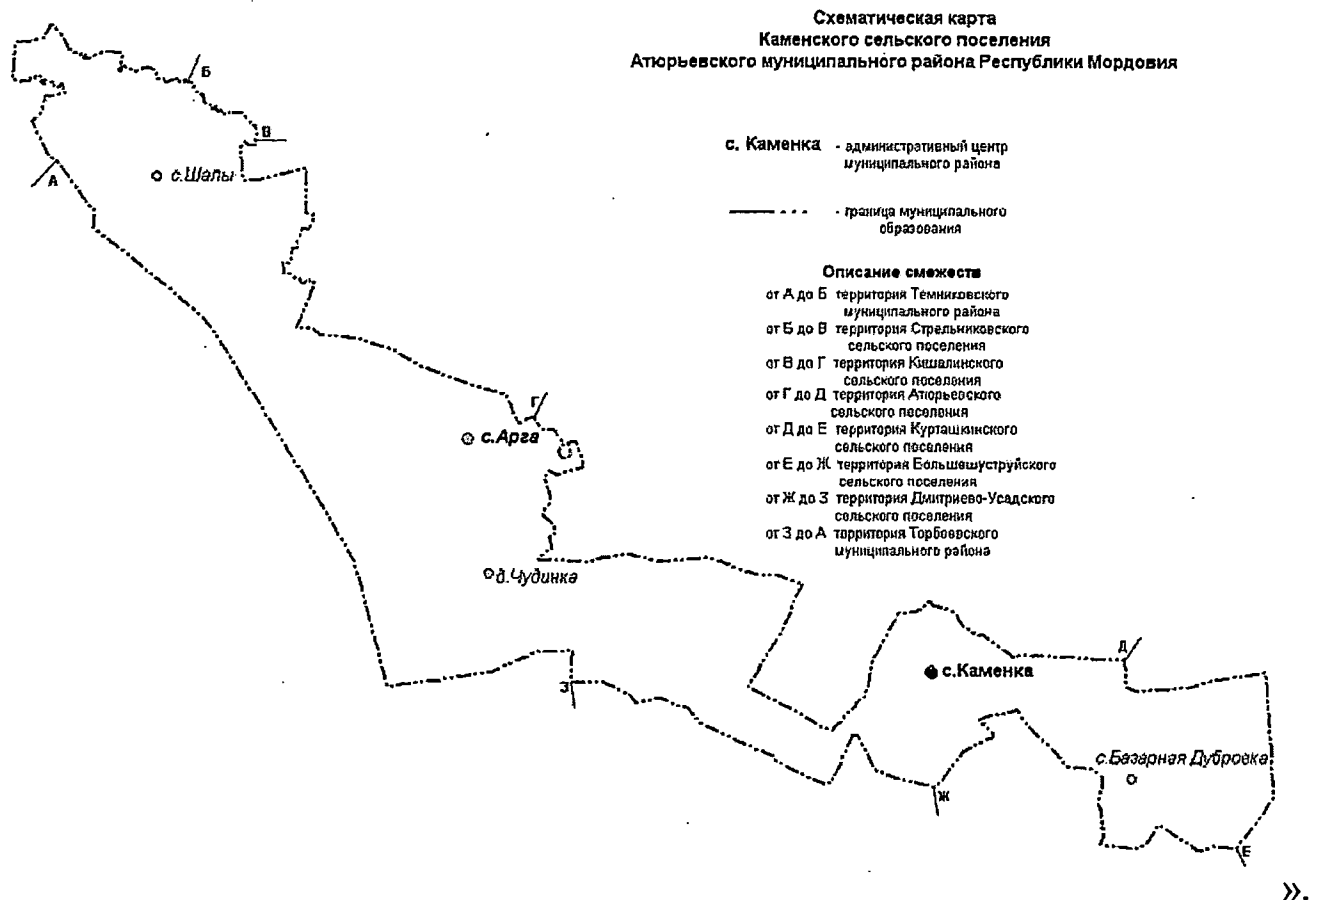 Схематическая карта
Каменского сельского поселения
Атюрьевского муниципального района Республики Мордовия
с. Каменка - административный центр
муниципального района
- граница муниципального
образования
Описание смежеств
от А до Б территория Темниковского
муниципального района
от Б до В территория Стрельниковского
сельского поселения
от В до Г территория Кишалинского
сельского поселения
от Г до Д территория Атюрьевского
сельского поселения
от Д до Е территория Курташкинского
сельского поселения
от Е до Ж территория Большешуструйского
сельского поселения
от Ж до З территория Дмитриево-Усадского
сельского поселения
от З до А территория Торбеевского
муниципального района
Б
В
А
с.Шалы
Г
с.Арга
д.Чудинка
Д
с.Каменка
З
с.Базарная Дубровка
Ж
Е
».